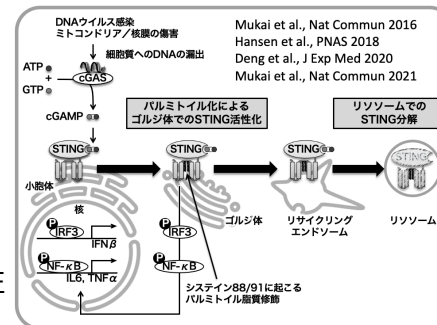 DNAウイルス感染
ミトコンドリア／核膜の傷害
細胞質へのDNAの漏出
ATP
+
GTP
cGAS
cGAMP
Mukai et al., Nat Commun 2016
Hansen et al., PNAS 2018
Deng et al., J Exp Med 2020
Mukai et al., Nat Commun 2021
パルミトイル化による
ゴルジ体でのSTING活性化
リソソームでの
STING分解
STING
STING
STING
STING
小胞体
核
ゴルジ体
リサイクリング
エンドソーム
リソソーム
P
IRF3
IFNβ
P
NF-κB
IL6, TNFα
P
IRF3
P
NF-κB
システイン88/91に起こる
パルミトイル脂質修飾